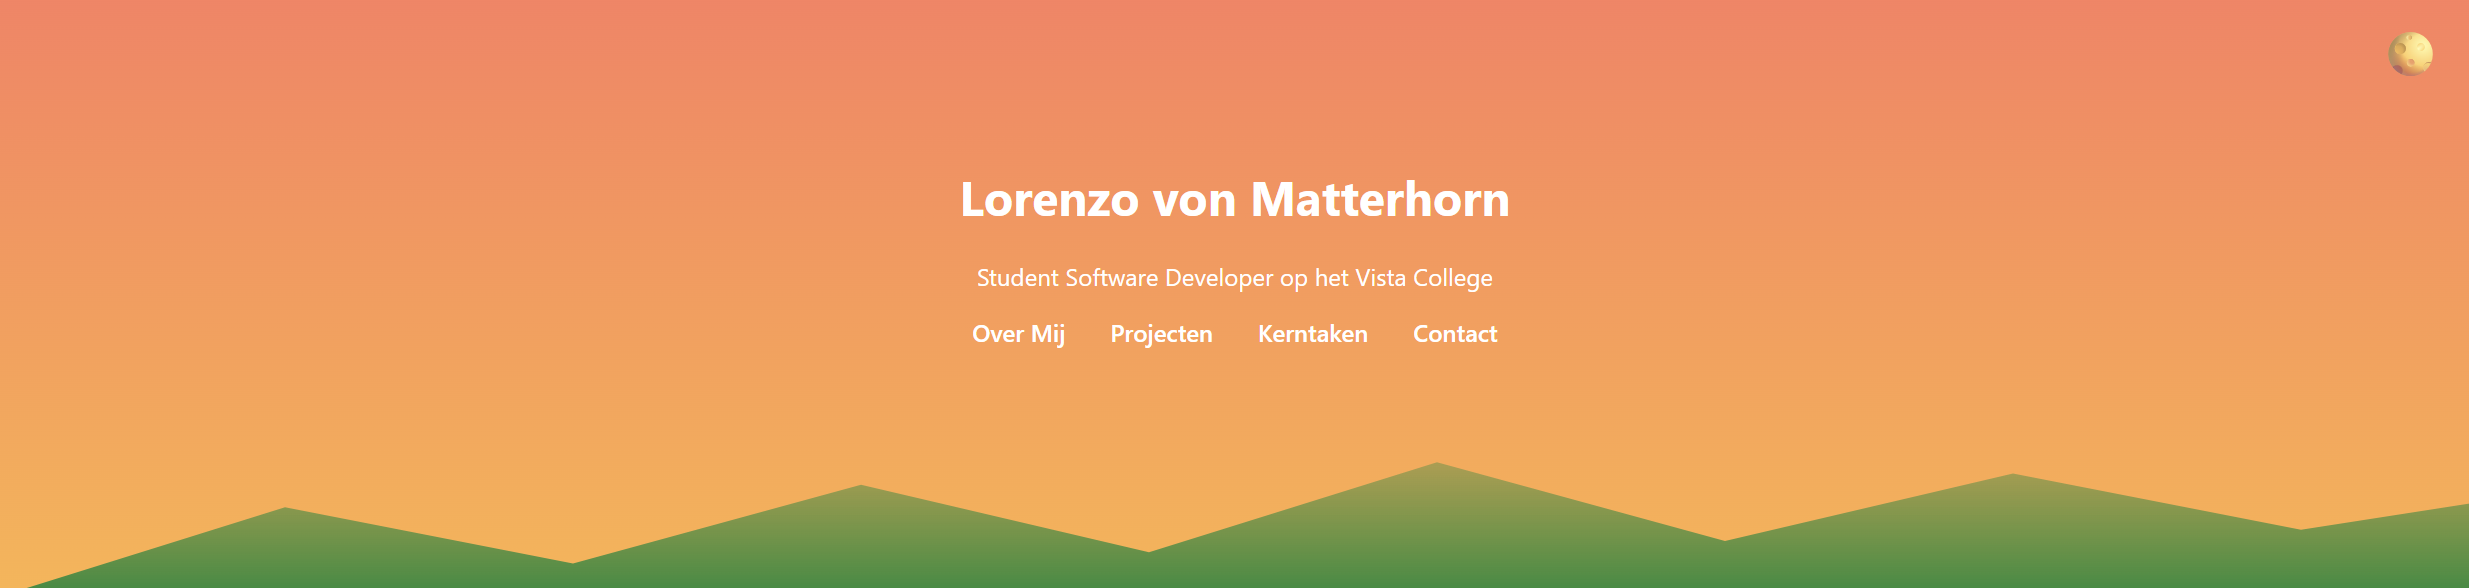 Lorenzo von Matterhorn
Student Software Developer op het Vista College
Over Mij Projecten Kerntaken Contact